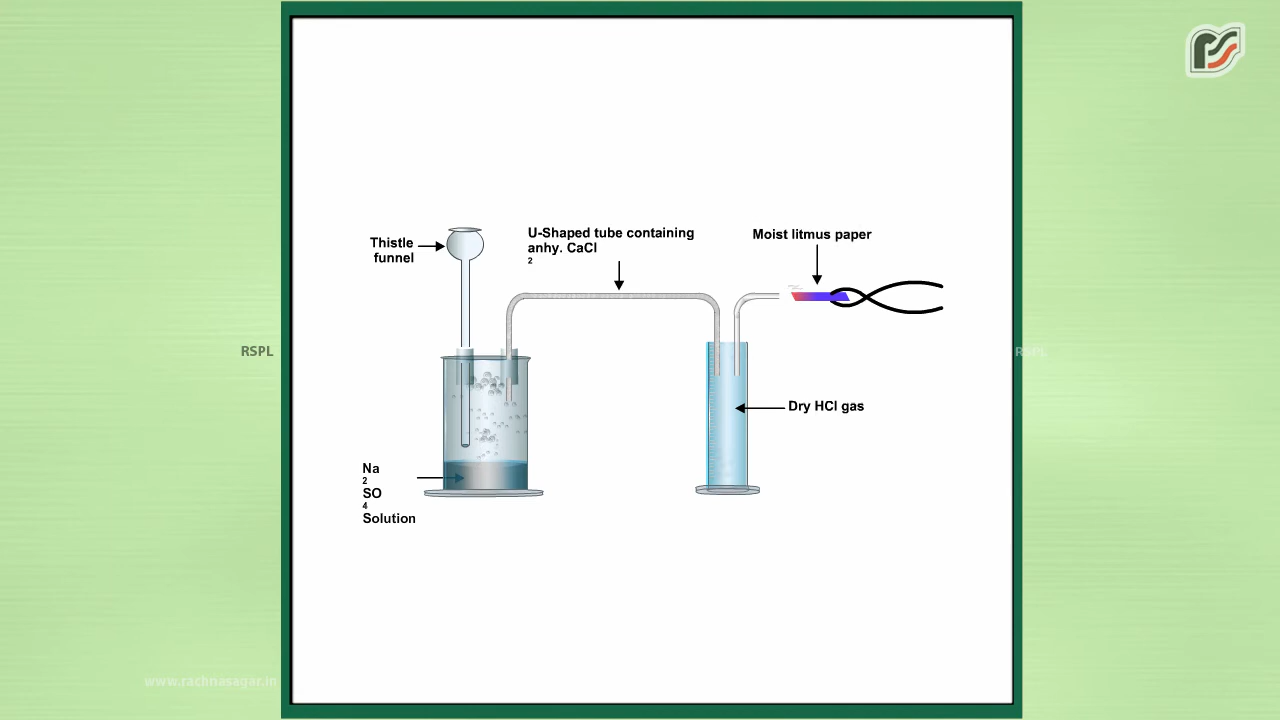 Thistle
funnel
U-Shaped tube containing
anhy. CaCl
2
Moist litmus paper
RSPL
RSPL
Dry HCl gas
Na
2
SO
4
Solution
www.rachnasagar.in